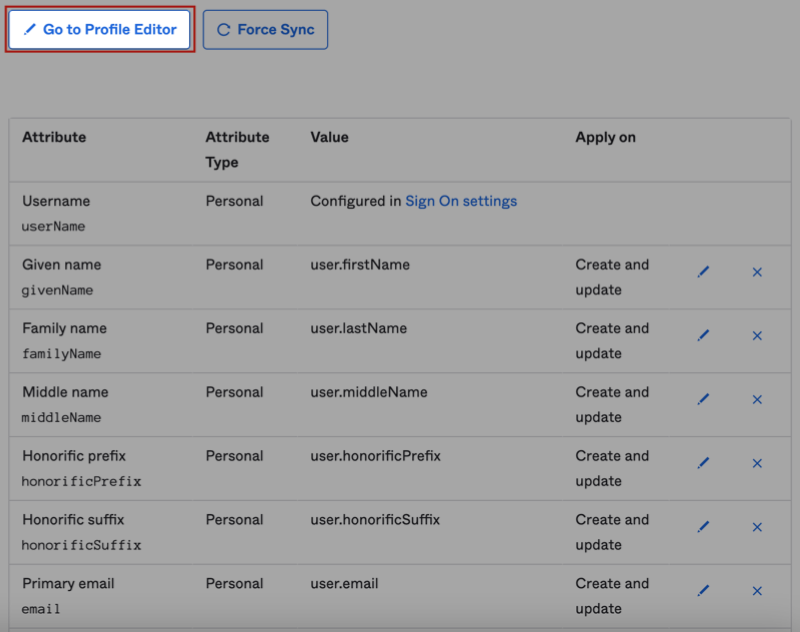 Go to Profile Editor Force Sync
Attribute Attribute Type Value Apply on
Username Personal Configured in Sign On settings
userName
Given name Personal user.firstName Create and
givenName update
Family name Personal user.lastName Create and
familyName update
Middle name Personal user.middleName Create and
middleName update
Honorific prefix Personal user.honorificPrefix Create and
honorificPrefix update
Honorific suffix Personal user.honorificSuffix Create and
honorificSuffix update
Primary email Personal user.email Create and
email update